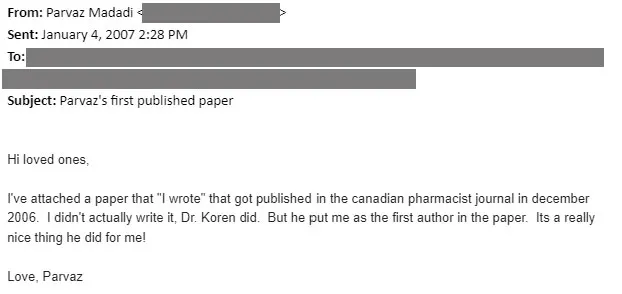 From: Parvaz Madadi < >
Sent: January 4, 2007 2:28 PM
To:
Subject: Parvaz's first published paper
Hi loved ones,
I've attached a paper that "I wrote" that got published in the canadian pharmacist journal in december
2006.  I didn't actually write it, Dr. Koren did.  But he put me as the first author in the paper.  Its a really
nice thing he did for me!
Love, Parvaz